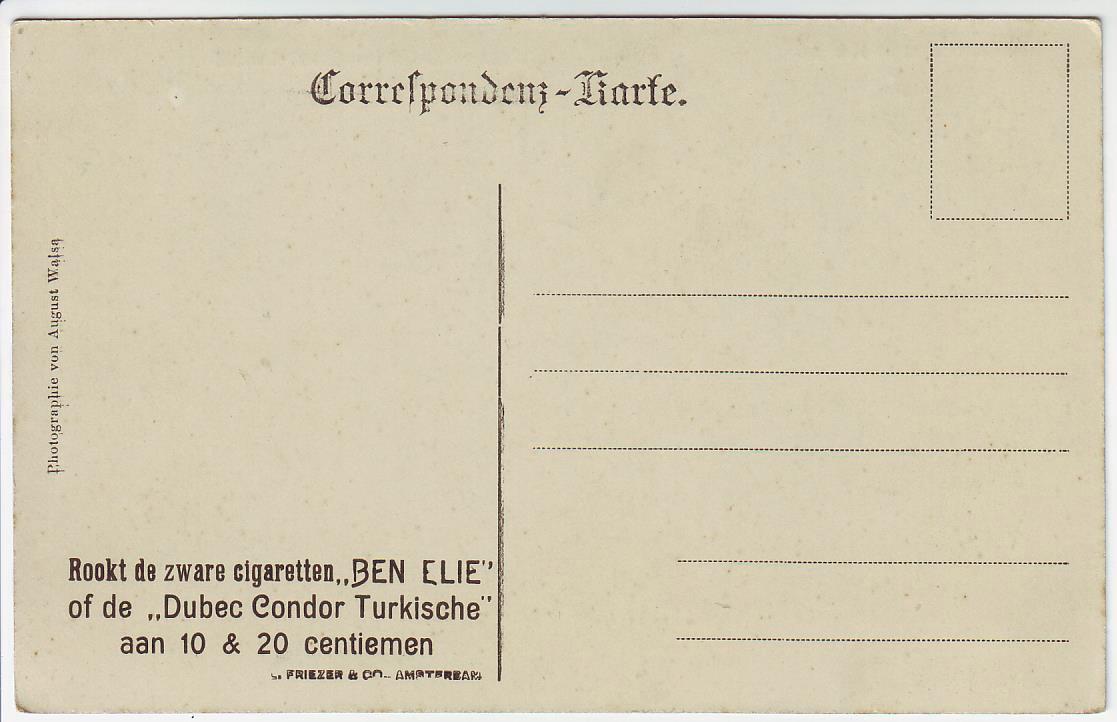 Correspondenz-Karte.
Photographie von August Walsa
Rookt de zware cigaretten „BEN ELIE”
of de „Dubec Condor Turkische”
aan 10 & 20 centiemen
FRIEZER & CO.- AMSTERDAM